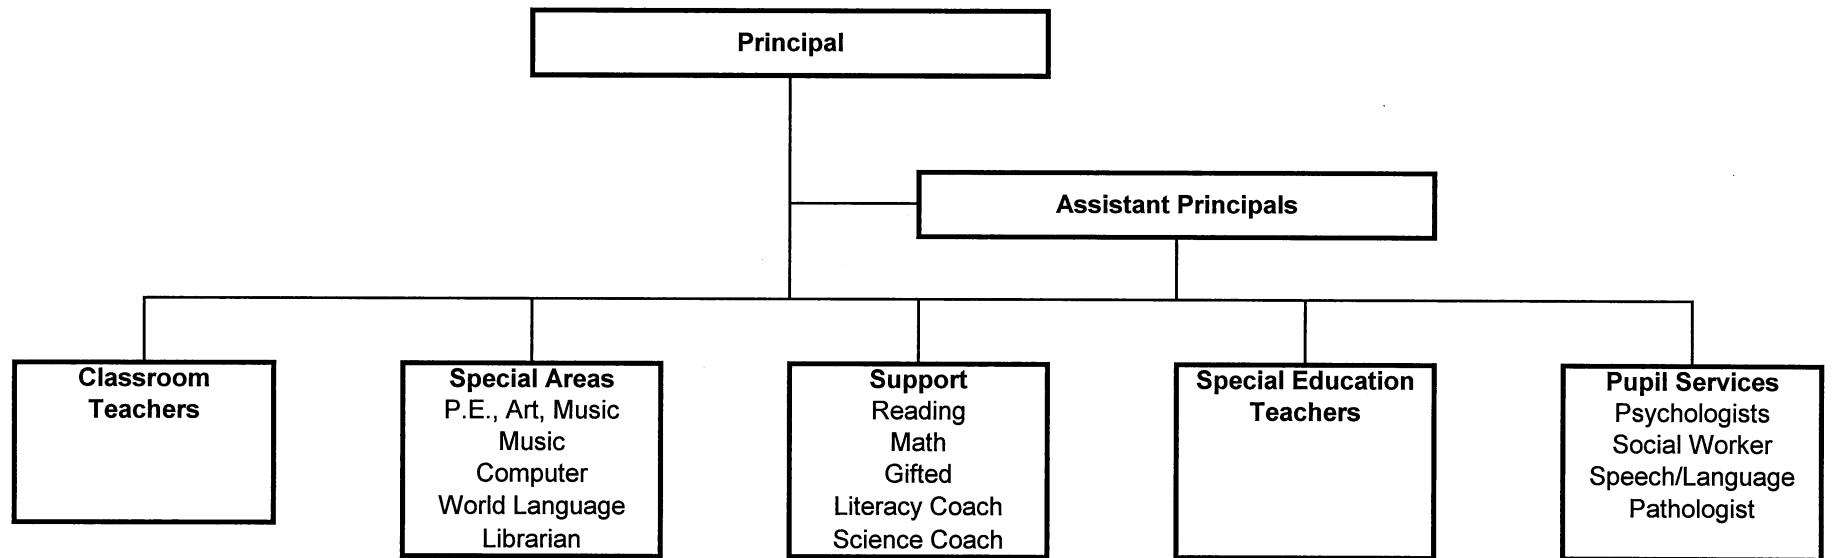 Principal
Assistant Principals
Classroom
Teachers
Special Areas
P.E., Art, Music
Music
Computer
World Language
Librarian
Support
Reading
Math
Gifted
Literacy Coach
Science Coach
Special Education
Teachers
Pupil Services
Psychologists
Social Worker
Speech/Language
Pathologist